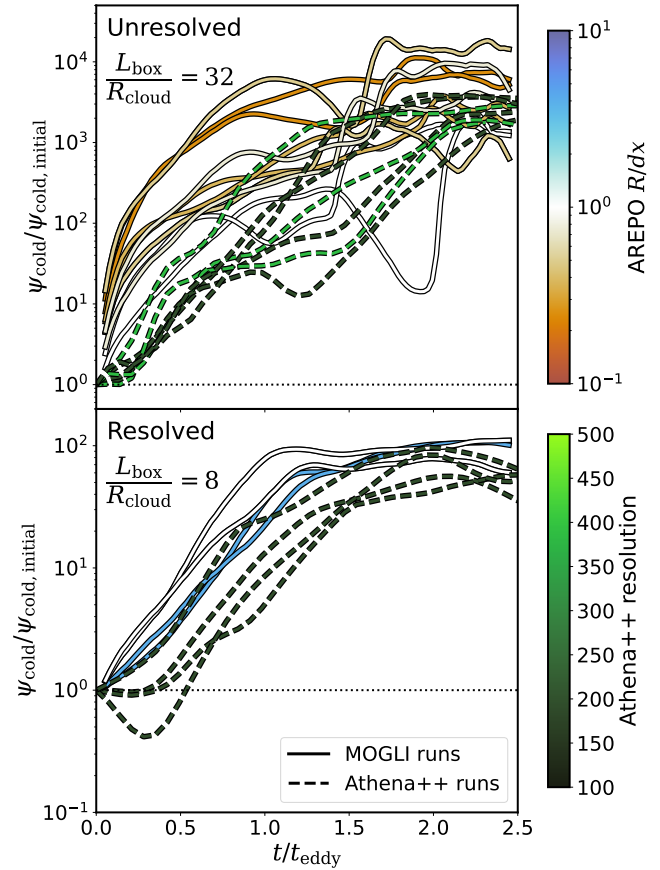 Unresolved
L_box / R_cloud = 32
ψ_cold/ψ_cold, initial
10^4
10^3
10^2
10^1
10^0
AREPO R/dx
10^1
10^0
10^−1
Resolved
L_box / R_cloud = 8
ψ_cold/ψ_cold, initial
10^2
10^1
10^0
10^−1
MOGLI runs
Athena++ runs
0.0 0.5 1.0 1.5 2.0 2.5
t/t_eddy
Athena++ resolution
500
450
400
350
300
250
200
150
100